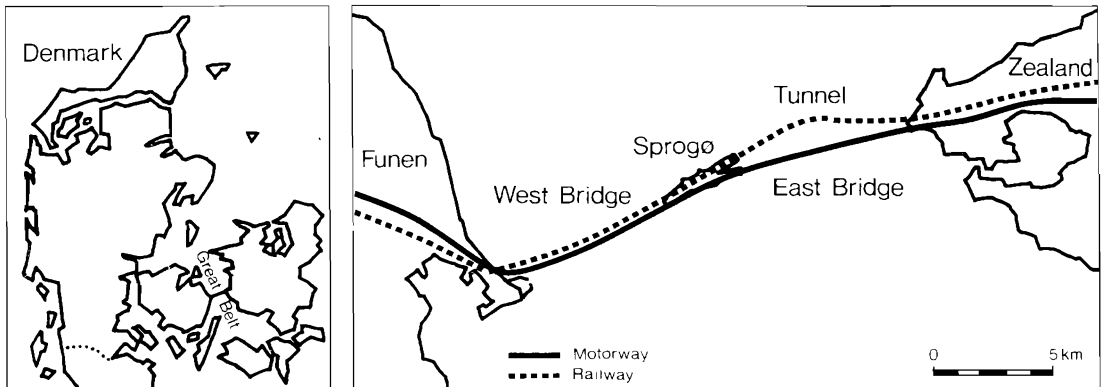 Denmark
Great Belt
Funen
West Bridge
Sprogø
Tunnel
East Bridge
Zealand
Motorway
Railway
0 5 km